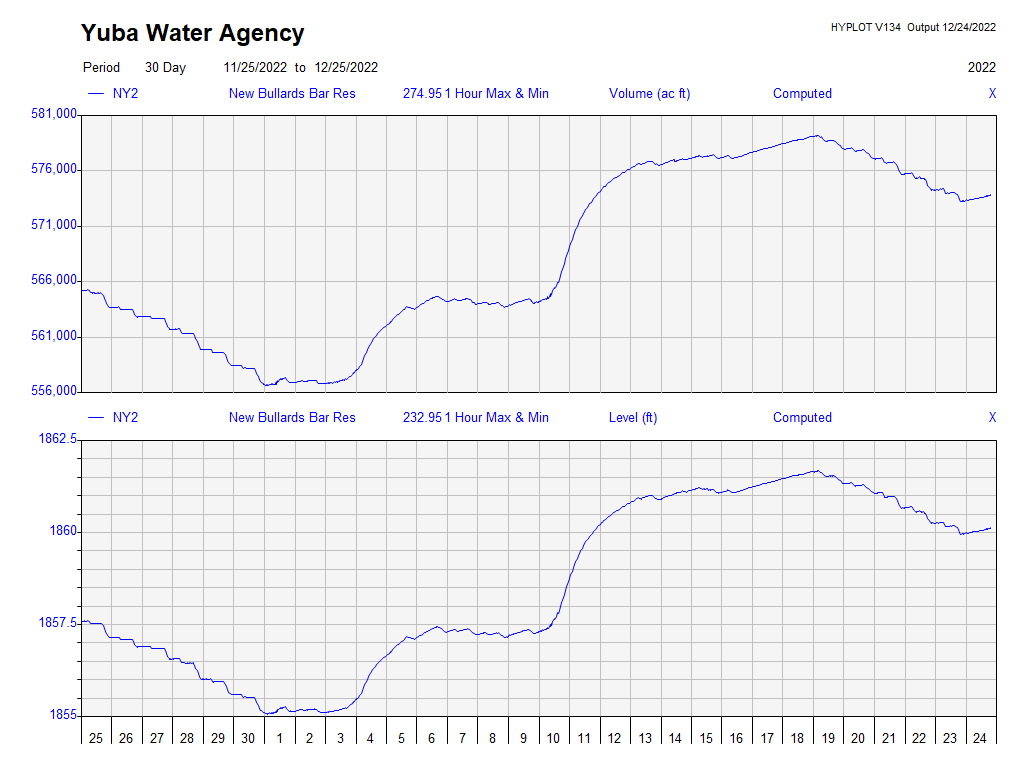 Yuba Water Agency
HYPLOT V134 Output 12/24/2022
Period 30 Day 11/25/2022 to 12/25/2022 2022
NY2 New Bullards Bar Res 274.95 1 Hour Max & Min Volume (ac ft) Computed X
581,000
576,000
571,000
566,000
561,000
556,000
NY2 New Bullards Bar Res 232.95 1 Hour Max & Min Level (ft) Computed X
1862.5
1860
1857.5
1855
25 26 27 28 29 30 1 2 3 4 5 6 7 8 9 10 11 12 13 14 15 16 17 18 19 20 21 22 23 24